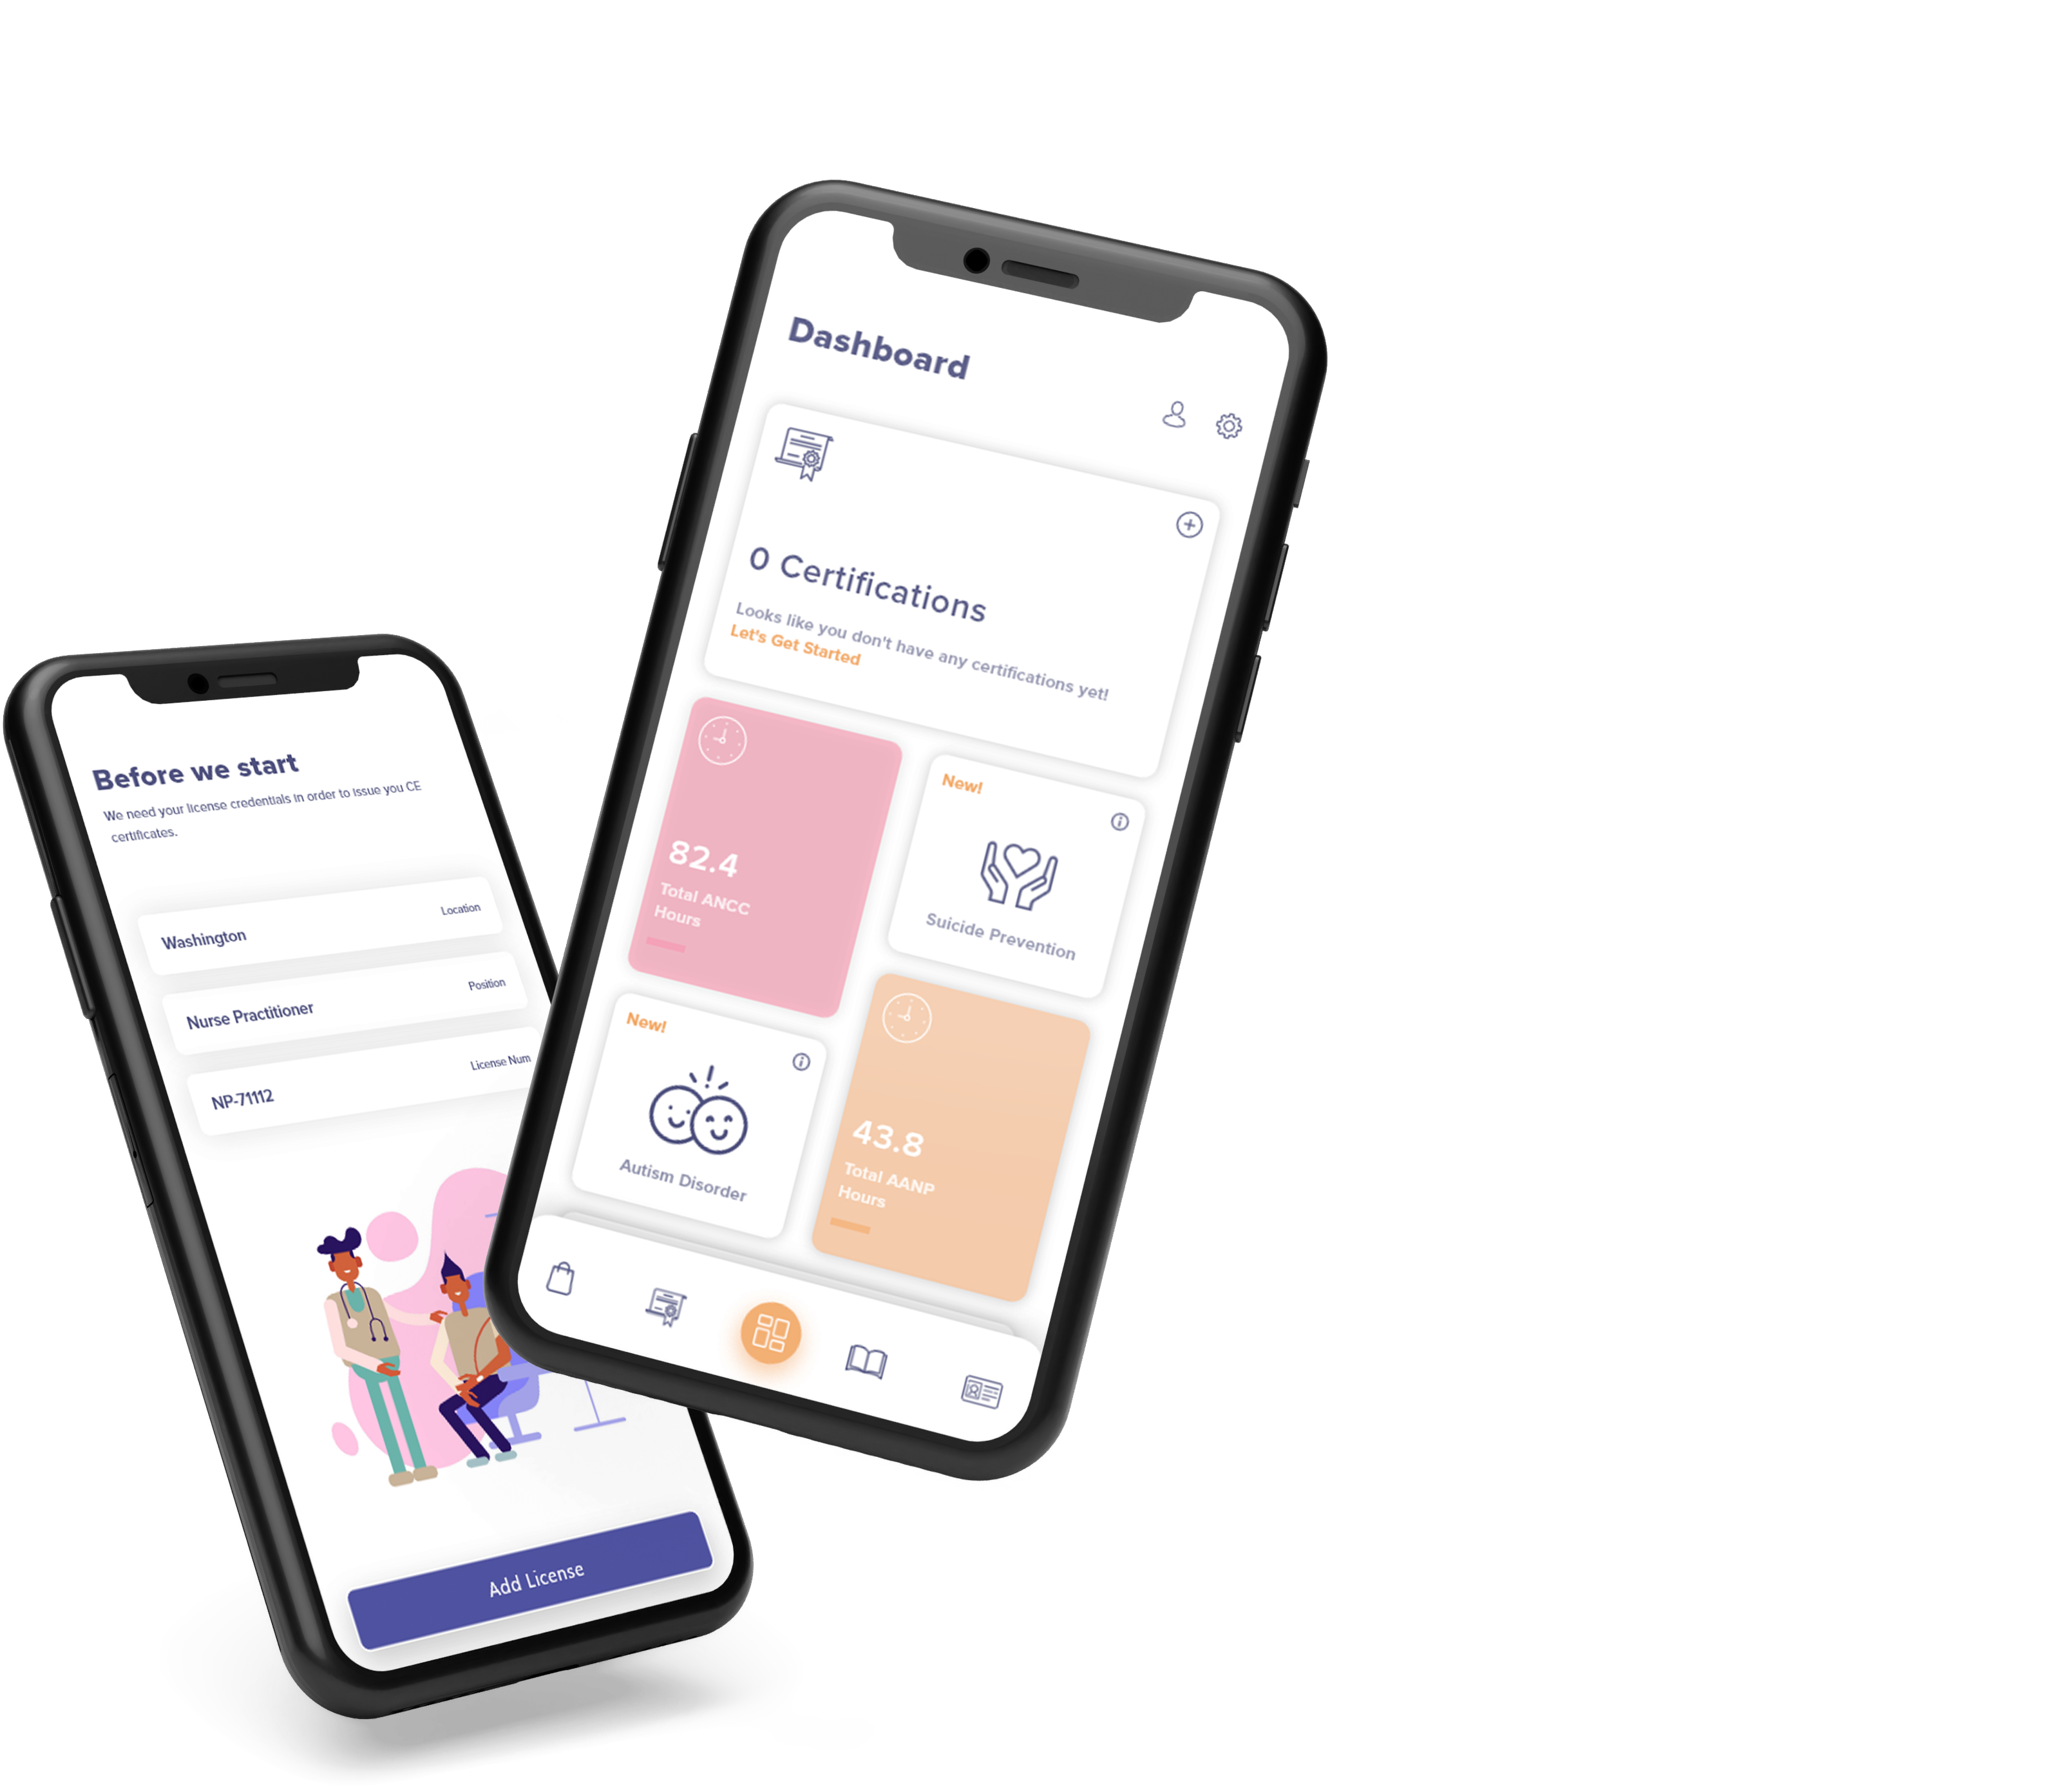 Before we start
We need your license credentials in order to issue you CE
certificates.
Washington
Location
Nurse Practitioner
Position
NP-71112
License Num
Add License
Dashboard
0 Certifications
Looks like you don't have any certifications yet!
Let's Get Started
82.4
Total ANCC
Hours
New!
Suicide Prevention
New!
Autism Disorder
43.8
Total AANP
Hours